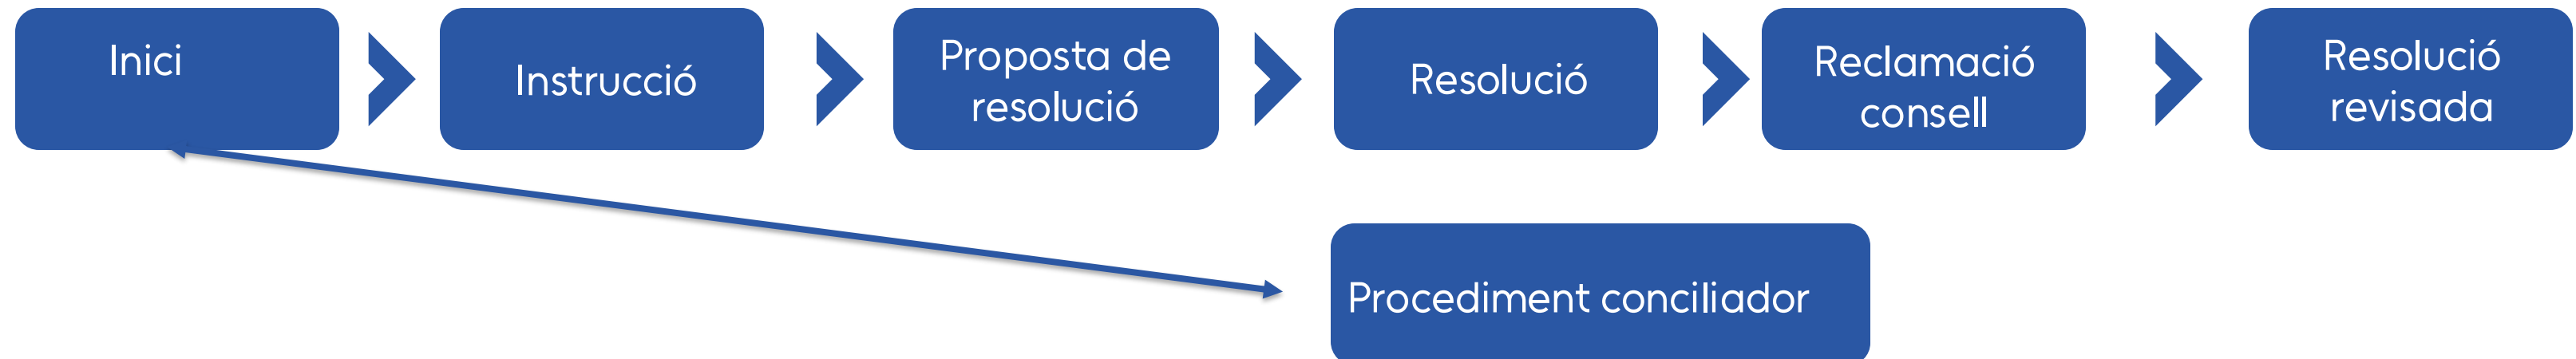 Inici
Instrucció
Proposta de
resolució
Resolució
Reclamació
consell
Resolució
revisada
Procediment conciliador